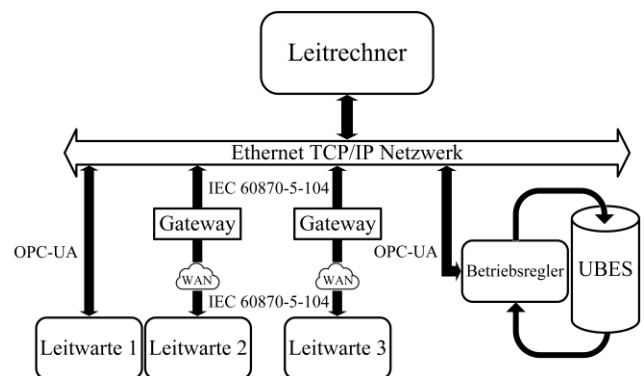 Leitrechner
Ethernet TCP/IP Netzwerk
IEC 60870-5-104
Gateway
Gateway
OPC-UA
OPC-UA
Betriebsregler
UBES
WAN
WAN
IEC 60870-5-104
Leitwarte 1
Leitwarte 2
Leitwarte 3